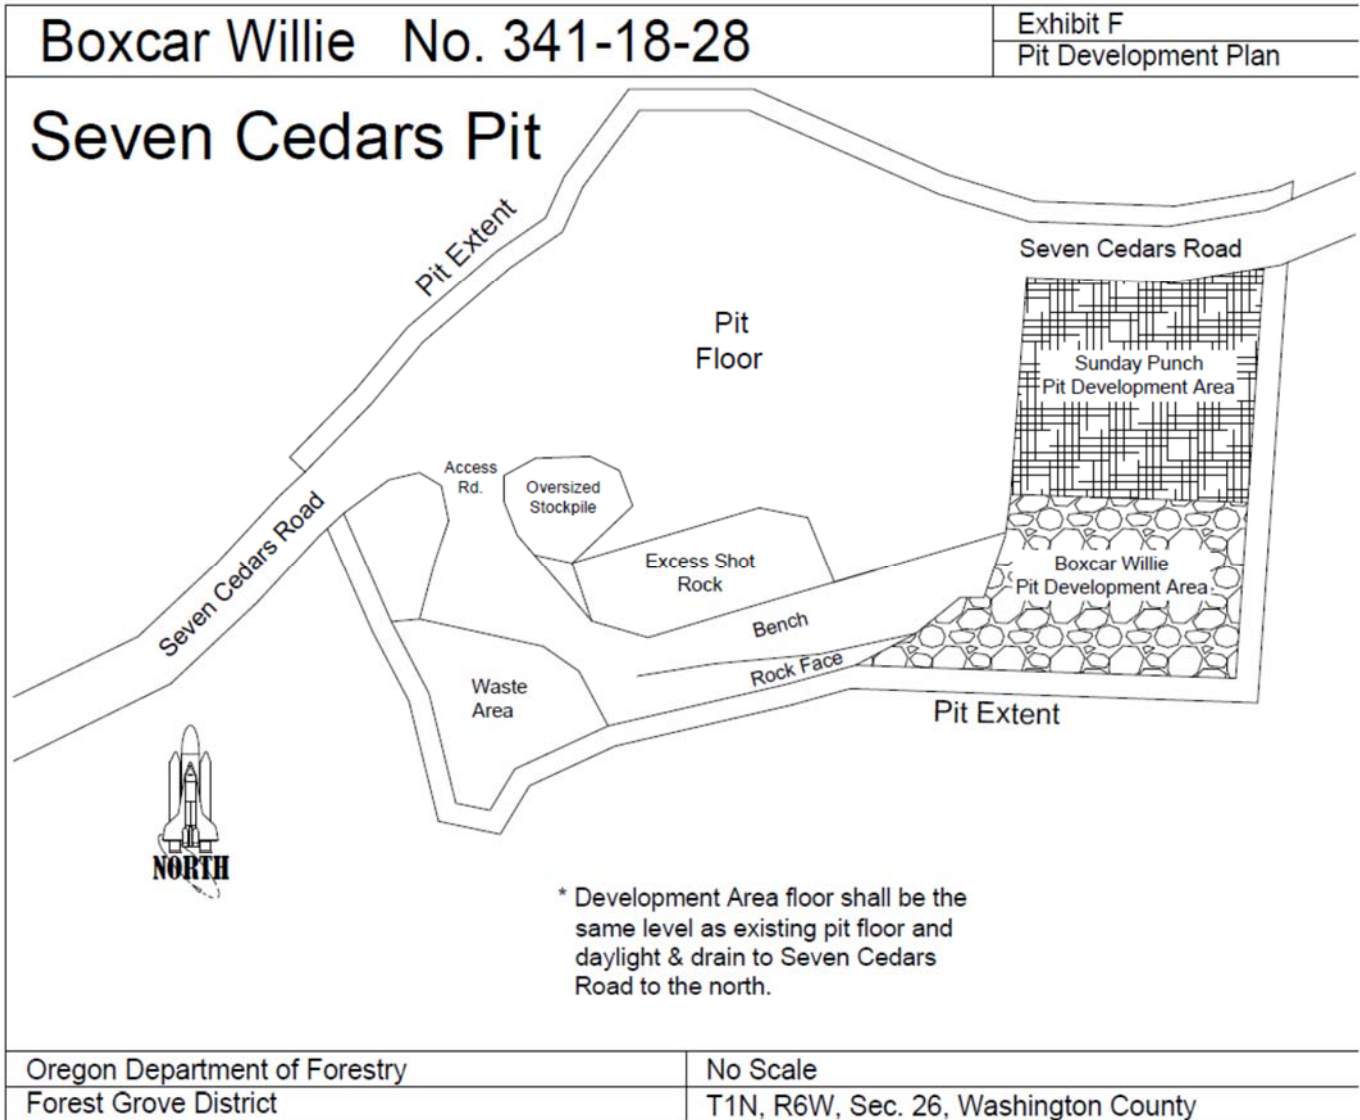 Boxcar Willie No. 341-18-28
Exhibit F
Pit Development Plan
Seven Cedars Pit
Pit Extent
Seven Cedars Road
Pit
Floor
Sunday Punch
Pit Development Area
Access
Rd.
Oversized
Stockpile
Seven Cedars Road
Excess Shot
Rock
Boxcar Willie
Pit Development Area
Bench
Rock Face
Waste
Area
Pit Extent
NORTH
* Development Area floor shall be the
same level as existing pit floor and
daylight & drain to Seven Cedars
Road to the north.
Oregon Department of Forestry
No Scale
Forest Grove District
T1N, R6W, Sec. 26, Washington County